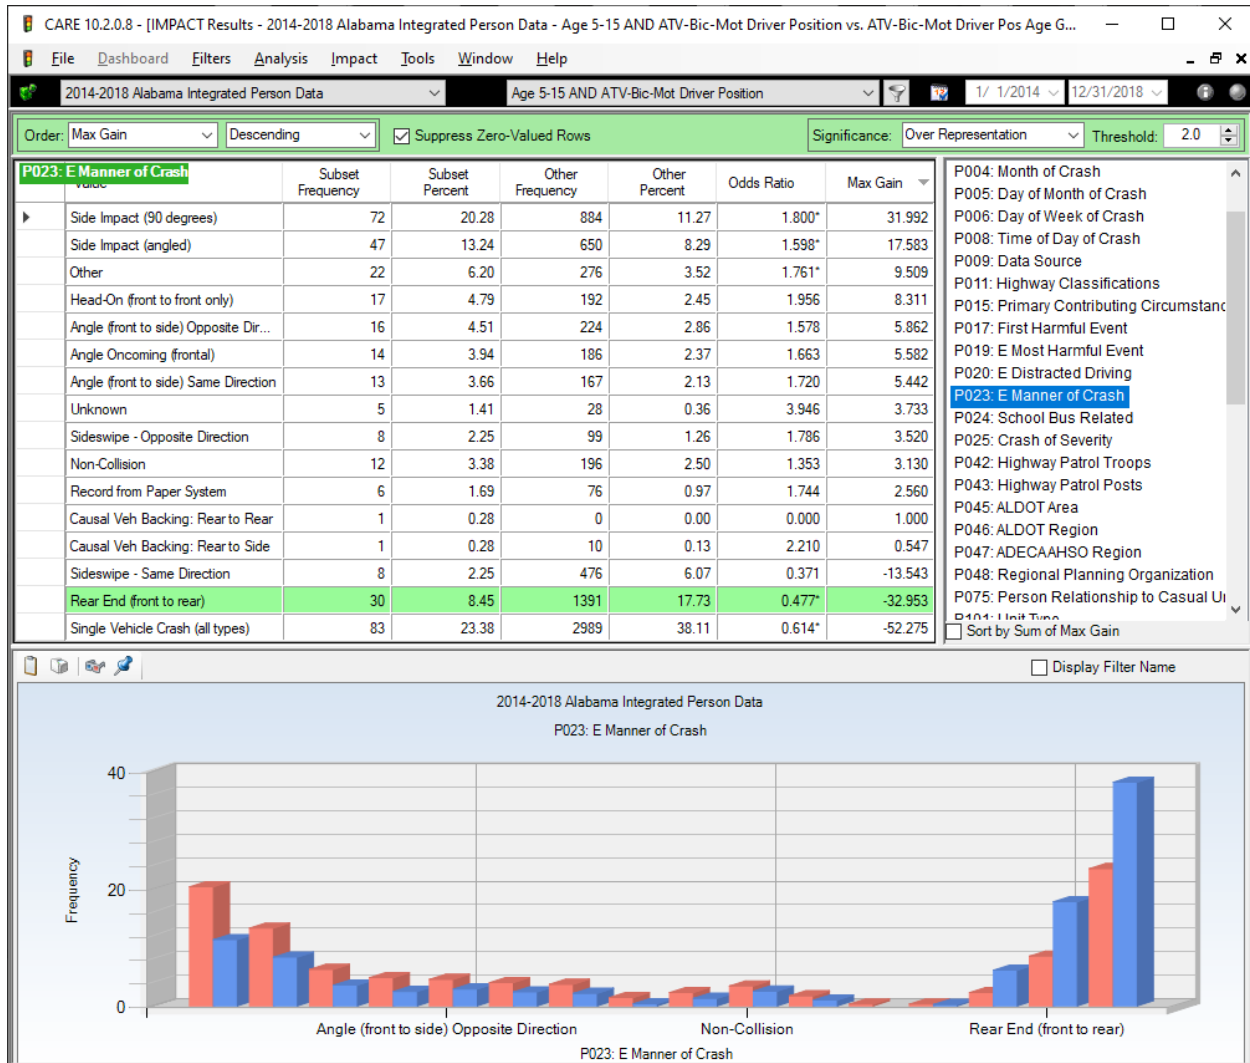 CARE 10.2.0.8 - [IMPACT Results - 2014-2018 Alabama Integrated Person Data - Age 5-15 AND ATV-Bic-Mot Driver Position vs. ATV-Bic-Mot Driver Pos Age G...
File Dashboard Filters Analysis Impact Tools Window Help
2014-2018 Alabama Integrated Person Data Age 5-15 AND ATV-Bic-Mot Driver Position 1/ 1/2014 12/31/2018
Order: Max Gain Descending Suppress Zero-Valued Rows Significance: Over Representation Threshold: 2.0
P023: E Manner of Crash
Subset Frequency Subset Percent Other Frequency Other Percent Odds Ratio Max Gain
Side Impact (90 degrees) 72 20.28 884 11.27 1.800* 31.992
Side Impact (angled) 47 13.24 650 8.29 1.598* 17.583
Other 22 6.20 276 3.52 1.761* 9.509
Head-On (front to front only) 17 4.79 192 2.45 1.956 8.311
Angle (front to side) Opposite Dir... 16 4.51 224 2.86 1.578 5.862
Angle Oncoming (frontal) 14 3.94 186 2.37 1.663 5.582
Angle (front to side) Same Direction 13 3.66 167 2.13 1.720 5.442
Unknown 5 1.41 28 0.36 3.946 3.733
Sideswipe - Opposite Direction 8 2.25 99 1.26 1.786 3.520
Non-Collision 12 3.38 196 2.50 1.353 3.130
Record from Paper System 6 1.69 76 0.97 1.744 2.560
Causal Veh Backing: Rear to Rear 1 0.28 0 0.00 0.000 1.000
Causal Veh Backing: Rear to Side 1 0.28 10 0.13 2.210 0.547
Sideswipe - Same Direction 8 2.25 476 6.07 0.371 -13.543
Rear End (front to rear) 30 8.45 1391 17.73 0.477* -32.953
Single Vehicle Crash (all types) 83 23.38 2989 38.11 0.614* -52.275
P004: Month of Crash
P005: Day of Month of Crash
P006: Day of Week of Crash
P008: Time of Day of Crash
P009: Data Source
P011: Highway Classifications
P015: Primary Contributing Circumstanc
P017: First Harmful Event
P019: E Most Harmful Event
P020: E Distracted Driving
P023: E Manner of Crash
P024: School Bus Related
P025: Crash of Severity
P042: Highway Patrol Troops
P043: Highway Patrol Posts
P045: ALDOT Area
P046: ALDOT Region
P047: ADECAAHSO Region
P048: Regional Planning Organization
P075: Person Relationship to Casual U
P101: Unit Type
Sort by Sum of Max Gain
Display Filter Name
2014-2018 Alabama Integrated Person Data
P023: E Manner of Crash
40
20
0
Frequency
Angle (front to side) Opposite Direction Non-Collision Rear End (front to rear)
P023: E Manner of Crash